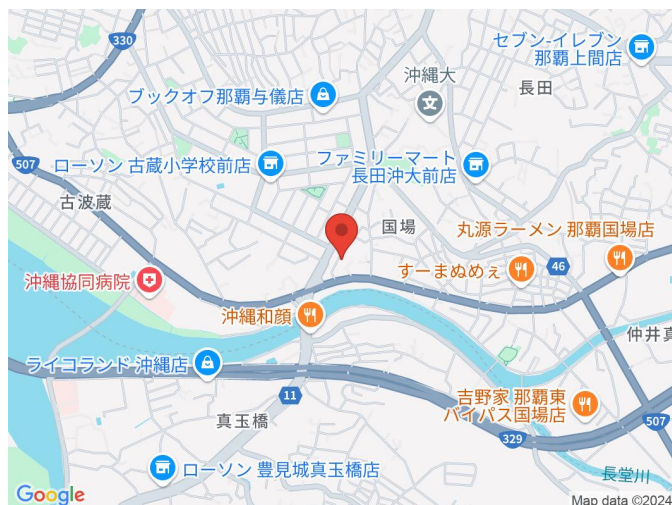 330
セブン-イレブン
那覇上間店
沖縄大
長田
ブックオフ那覇与儀店
507
ローソン 古蔵小学校前店
ファミリーマート
長田沖大前店
古波蔵
国場
丸源ラーメン 那覇国場店
沖縄協同病院
すーまぬめぇ
46
沖縄和顔
仲井真
ライコランド 沖縄店
11
吉野家 那覇東
バイパス国場店
真玉橋
507
329
ローソン 豊見城真玉橋店
長堂川
Google
Map data ©2024